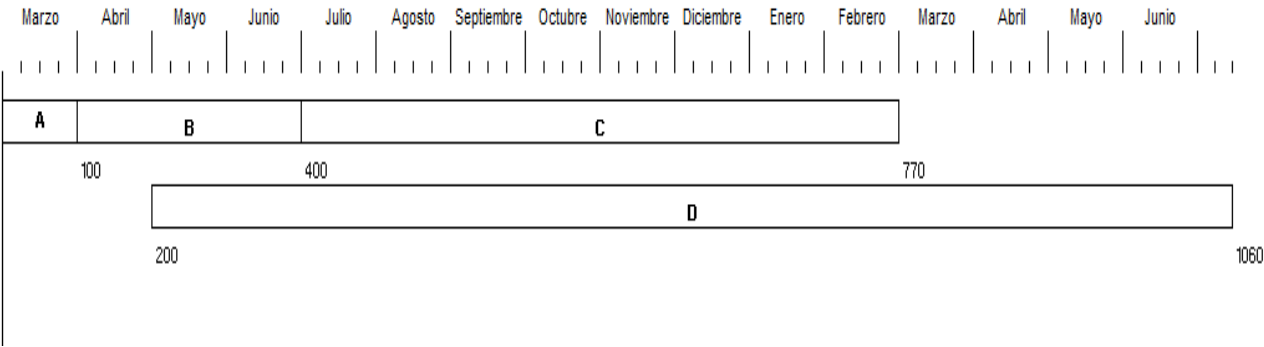 Marzo Abril Mayo Junio Julio Agosto Septiembre Octubre Noviembre Diciembre Enero Febrero Marzo Abril Mayo Junio
A B C
100 400 770
D
200 1060